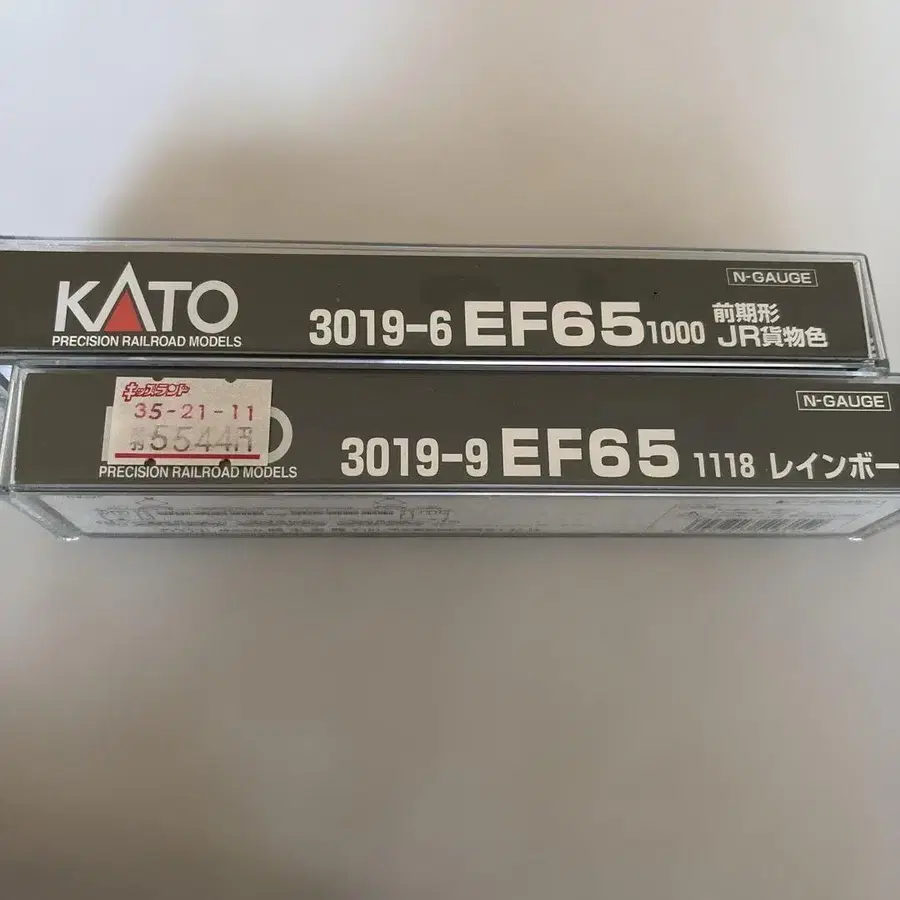 KATO
PRECISION RAILROAD MODELS
3019-6 EF65 1000 前期形
JR貨物色
N-GAUGE
キッズランド
35-21-11
5544円
PRECISION RAILROAD MODELS
3019-9 EF65 1118 レインボー
N-GAUGE